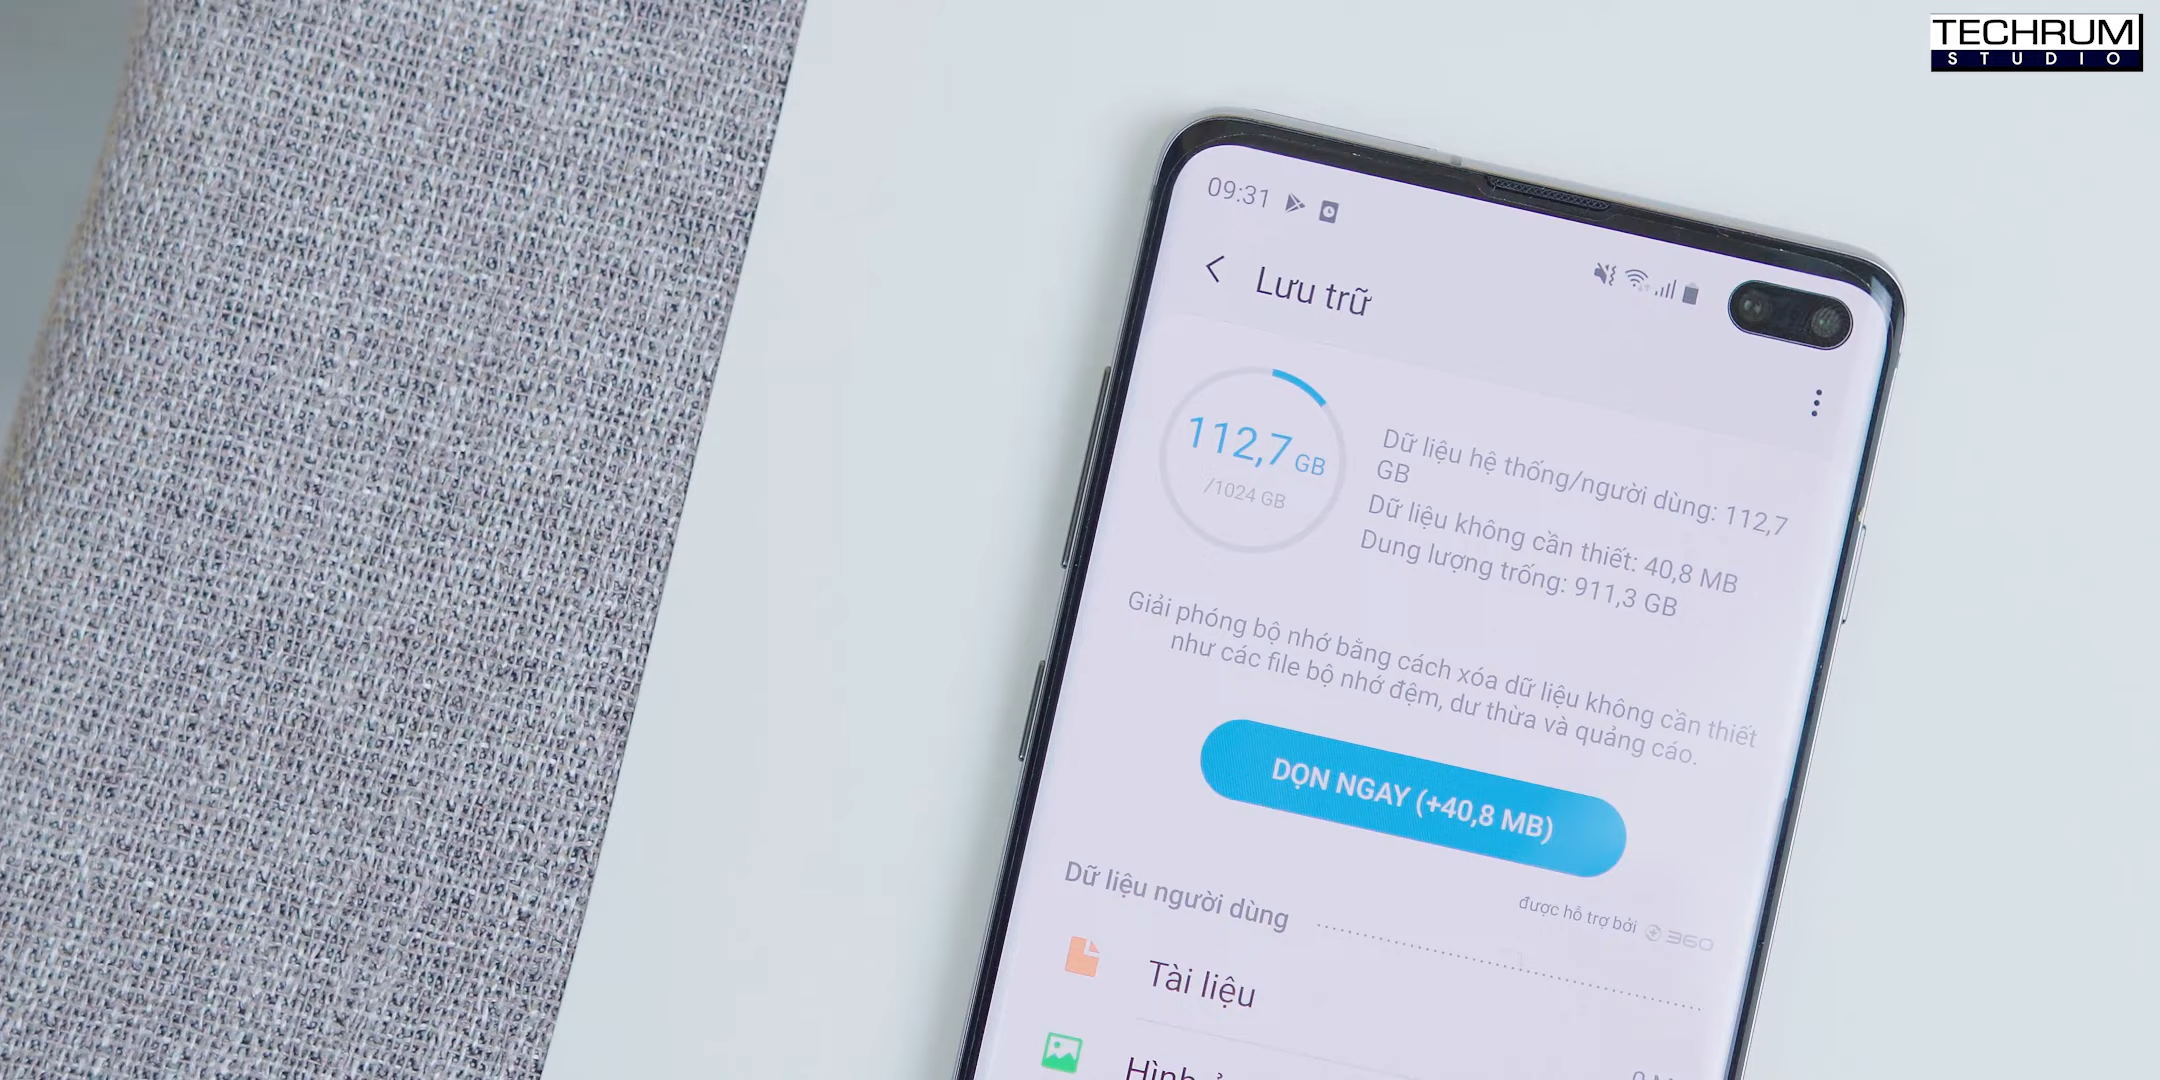 TECHRUM
STUDIO
09:31
Lưu trữ
112,7 GB
/1024 GB
Dữ liệu hệ thống/người dùng: 112,7
GB
Dữ liệu không cần thiết: 40,8 MB
Dung lượng trống: 911,3 GB
Giải phóng bộ nhớ bằng cách xóa dữ liệu không cần thiết
như các file bộ nhớ đệm, dư thừa và quảng cáo.
DỌN NGAY (+40,8 MB)
được hỗ trợ bởi 360
Dữ liệu người dùng
Tài liệu